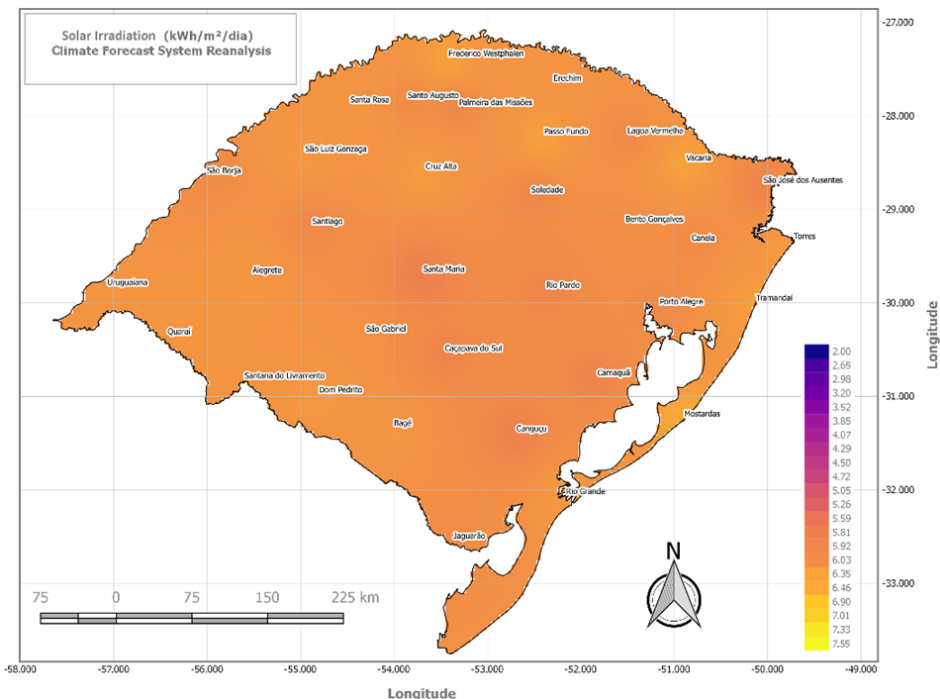 Solar Irradiation (kWh/m²/dia)
Climate Forecast System Reanalysis
-27.000
Frederico Westphalen
Erechim
Santo Augusto
Santa Rosa
Palmeira das Missões
-28.000
Passo Fundo
Lagoa Vermelha
São Luiz Gonzaga
Vacaria
Cruz Alta
São Borja
São José dos Ausentes
Soledade
-29.000
Santiago
Bento Gonçalves
Canela
Torres
Alegrete
Santa Maria
Uruguaiana
Rio Pardo
Tramandaí
Porto Alegre
-30.000
Longitude
Quaraí
São Gabriel
Caçapava do Sul
Santana do Livramento
Camaquã
Dom Pedrito
-31.000
Mostardas
Bagé
Canguçu
Rio Grande
-32.000
Jaguarão
-33.000
2.00
2.65
2.98
3.20
3.52
3.85
4.07
4.29
4.50
4.72
5.05
5.26
5.59
5.81
5.92
6.03
6.35
6.46
6.90
7.01
7.33
7.55
N
75 0 75 150 225 km
-58.000 -57.000 -56.000 -55.000 -54.000 -53.000 -52.000 -51.000 -50.000 -49.000
Longitude